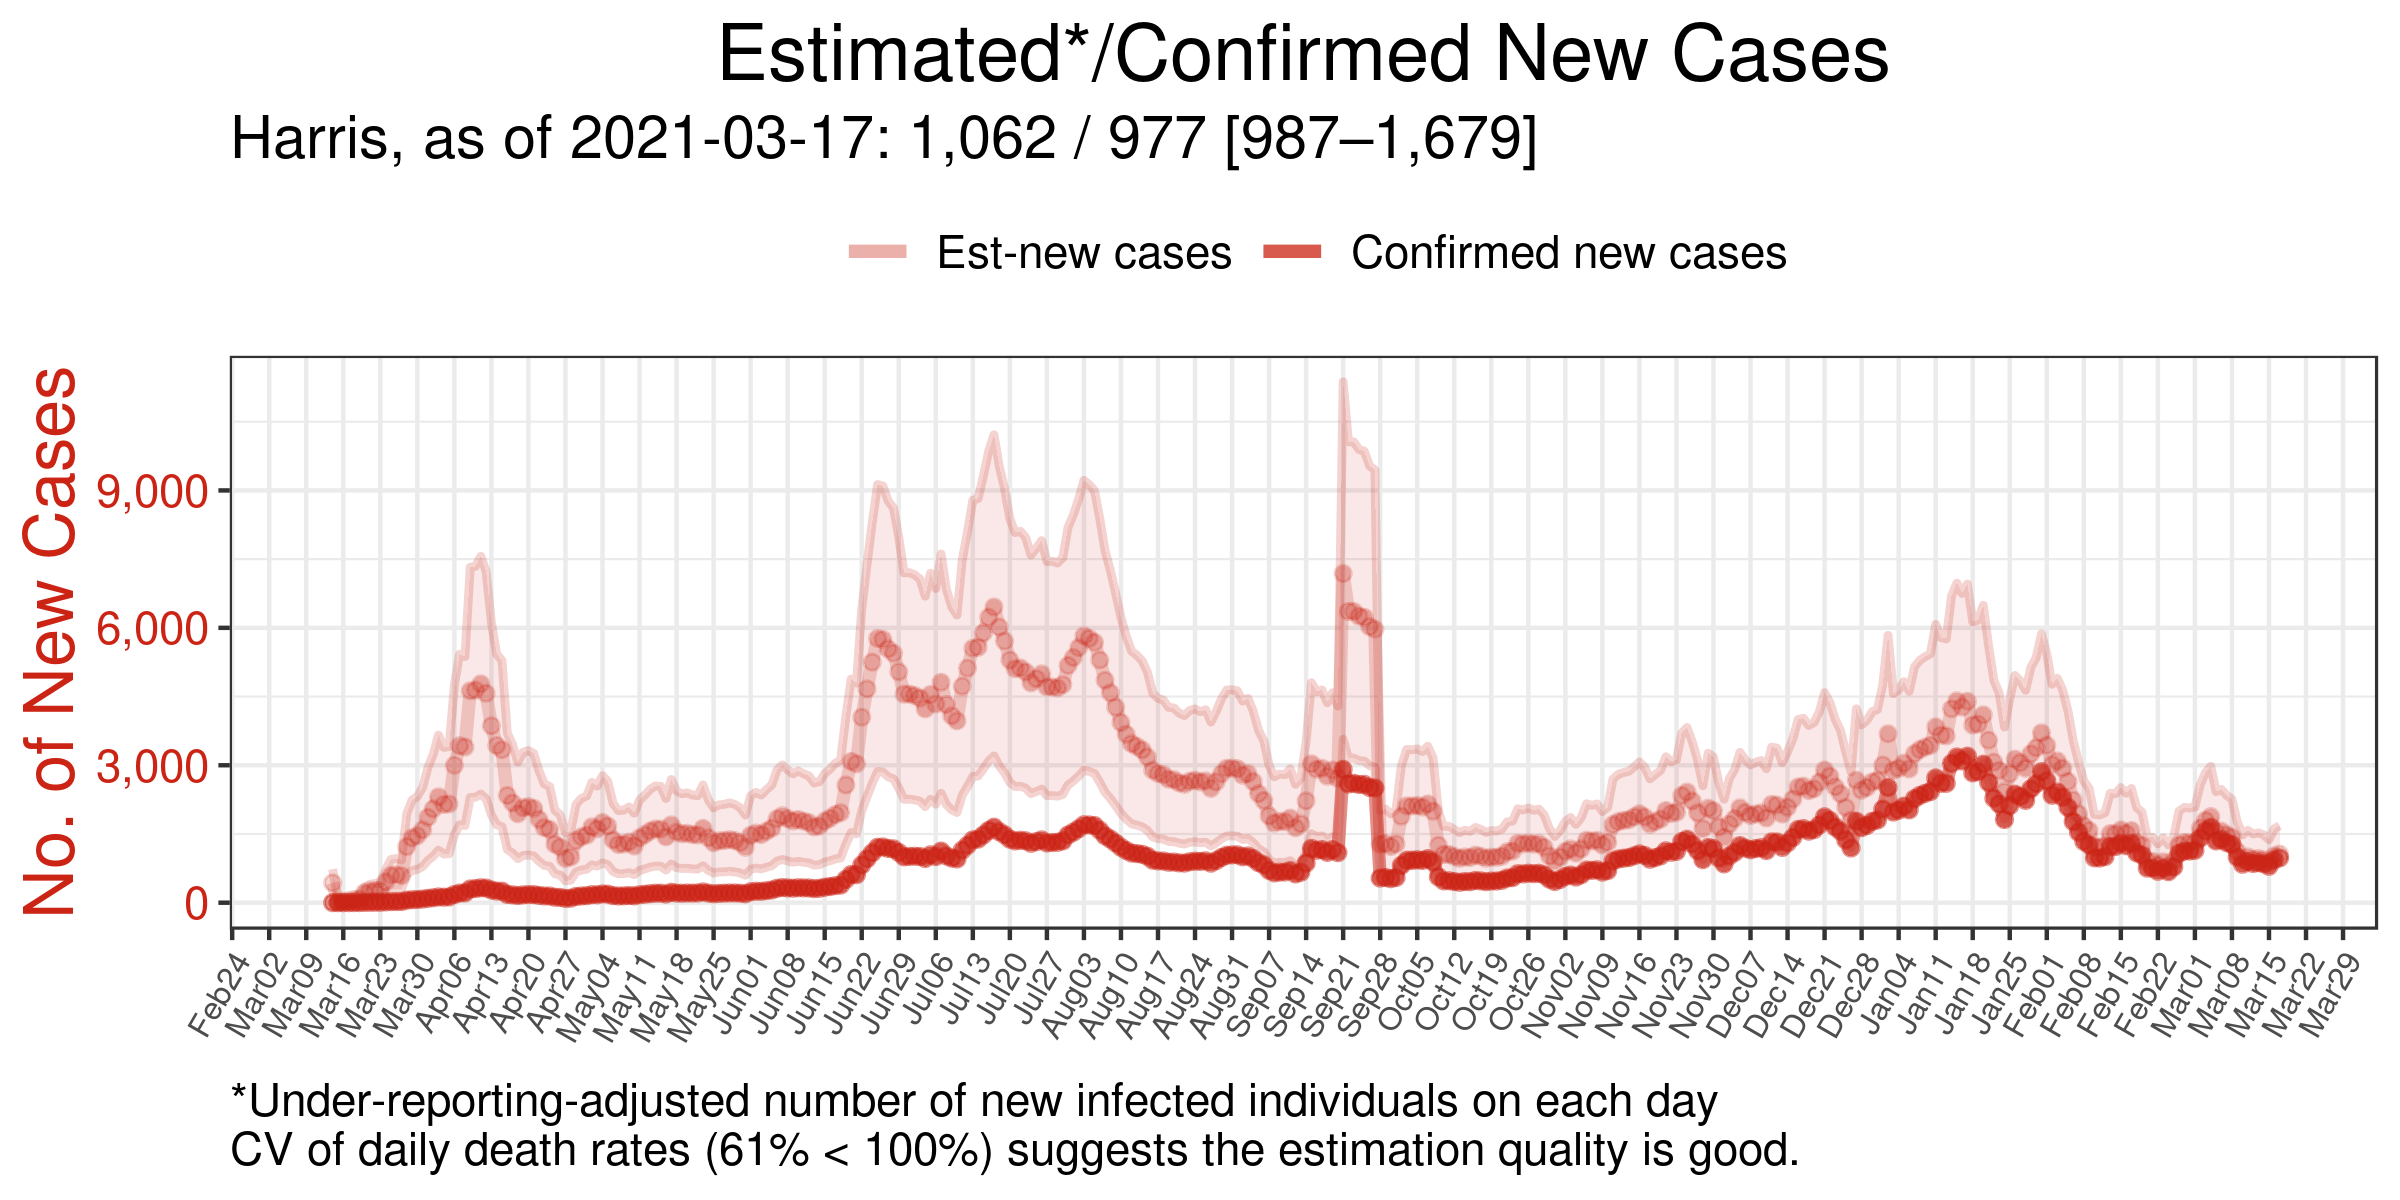 Estimated*/Confirmed New Cases
Harris, as of 2021-03-17: 1,062 / 977 [987–1,679]
Est-new cases Confirmed new cases
No. of New Cases
9,000
6,000
3,000
0
Feb24 Mar02 Mar09 Mar16 Mar23 Mar30 Apr06 Apr13 Apr20 Apr27 May04 May11 May18 May25 Jun01 Jun08 Jun15 Jun22 Jun29 Jul06 Jul13 Jul20 Jul27 Aug03 Aug10 Aug17 Aug24 Aug31 Sep07 Sep14 Sep21 Sep28 Oct05 Oct12 Oct19 Oct26 Nov02 Nov09 Nov16 Nov23 Nov30 Dec07 Dec14 Dec21 Dec28 Jan04 Jan11 Jan18 Jan25 Feb01 Feb08 Feb15 Feb22 Mar01 Mar08 Mar15 Mar22 Mar29
*Under-reporting-adjusted number of new infected individuals on each day
CV of daily death rates (61% < 100%) suggests the estimation quality is good.